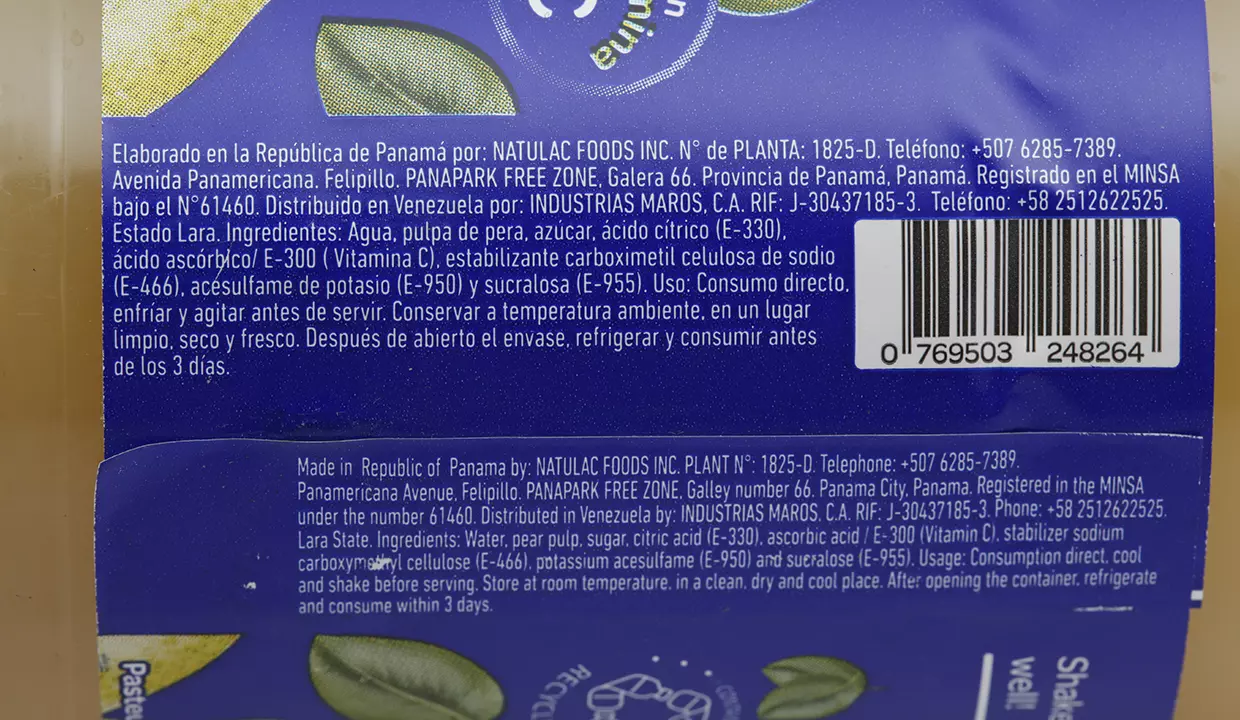 Elaborado en la República de Panamá por: NATULAC FOODS INC. N° de PLANTA: 1825-D. Teléfono: +507 6285-7389.
Avenida Panamericana. Felipillo. PANAPARK FREE ZONE, Galera 66. Provincia de Panamá, Panamá. Registrado en el MINSA
bajo el N°61460. Distribuido en Venezuela por: INDUSTRIAS MAROS, C.A. RIF: J-30437185-3. Teléfono: +58 2512622525.
Estado Lara. Ingredientes: Agua, pulpa de pera, azúcar, ácido cítrico (E-330),
ácido ascórbico/ E-300 ( Vitamina C), estabilizante carboximetil celulosa de sodio
(E-466), acesulfame de potasio (E-950) y sucralosa (E-955). Uso: Consumo directo,
enfriar y agitar antes de servir. Conservar a temperatura ambiente, en un lugar
limpio, seco y fresco. Después de abierto el envase, refrigerar y consumir antes
de los 3 días.
0 769503 248264
Made in Republic of Panama by: NATULAC FOODS INC. PLANT N°: 1825-D. Telephone: +507 6285-7389.
Panamericana Avenue, Felipillo. PANAPARK FREE ZONE, Galley number 66. Panama City, Panama. Registered in the MINSA
under the number 61460. Distributed in Venezuela by: INDUSTRIAS MAROS, C.A. RIF: J-30437185-3. Phone: +58 2512622525.
Lara State. Ingredients: Water, pear pulp, sugar, citric acid (E-330), ascorbic acid / E-300 (Vitamin C), stabilizer sodium
carboxymethyl cellulose (E-466), potassium acesulfame (E-950) and sucralose (E-955). Usage: Consumption direct, cool
and shake before serving. Store at room temperature, in a clean, dry and cool place. After opening the container, refrigerate
and consume within 3 days.
well!